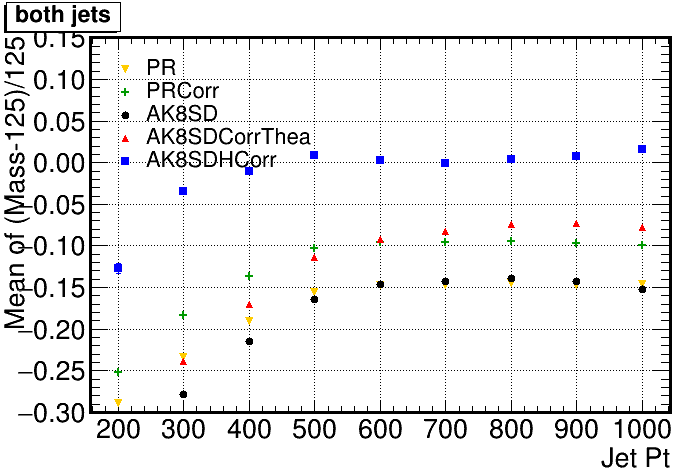 both jets
Mean of (Mass-125)/125
0.15
0.10
0.05
0.00
−0.05
−0.10
−0.15
−0.20
−0.25
−0.30
PR
PRCorr
AK8SD
AK8SDCorrThea
AK8SDHCorr
200 300 400 500 600 700 800 900 1000
Jet Pt